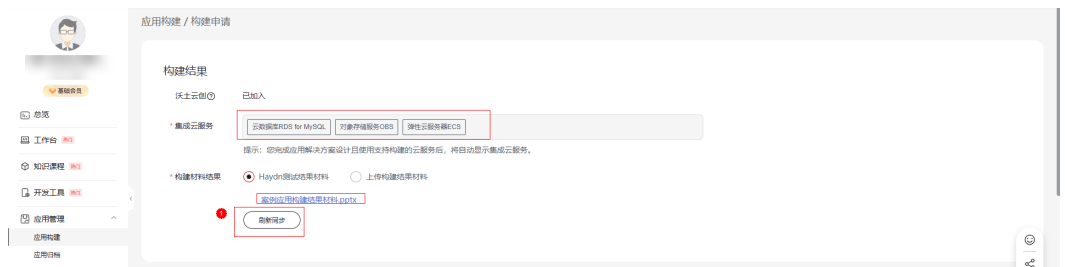 应用构建 / 构建申请
基础会员
总览
工作台 热门
知识课程 热门
开发工具 热门
应用管理
应用构建
应用归档
构建结果
沃土云创 ? 已加入
* 集成云服务 云数据库RDS for MySQL 对象存储服务OBS 弹性云服务器ECS
提示：您完成应用解决方案设计且使用支持构建的云服务后，将自动显示集成云服务。
* 构建材料结果 Haydn测试结果材料 上传构建结果材料
案例应用构建结果材料.pptx
1 刷新同步